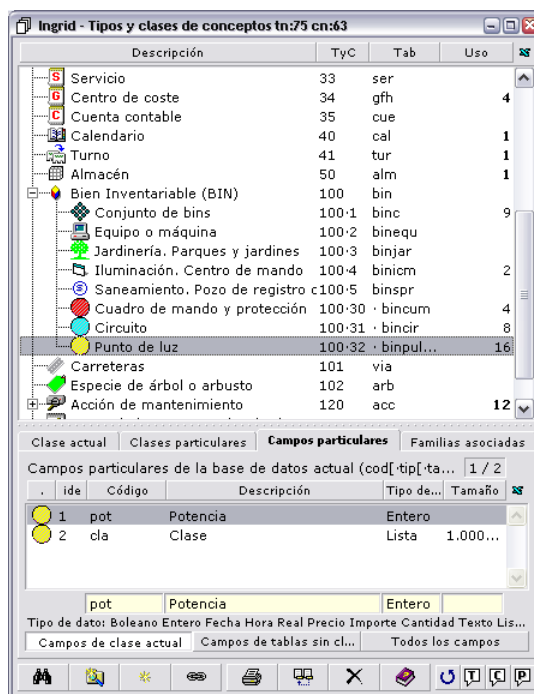 Ingrid - Tipos y clases de conceptos tn:75 cn:63
Descripción TyC Tab Uso
S Servicio 33 ser
G Centro de coste 34 gfh 4
C Cuenta contable 35 cue
Calendario 40 cal 1
Turno 41 tur 1
Almacén 50 alm 1
Bien Inventariable (BIN) 100 bin
Conjunto de bins 100·1 binc 9
Equipo o máquina 100·2 binequ
Jardinería. Parques y jardines 100·3 binjar
Iluminación. Centro de mando 100·4 binicm 2
S Saneamiento. Pozo de registro c 100·5 binspr
Cuadro de mando y protección 100·30 · bincum 4
Circuito 100·31 · bincir 8
Punto de luz 100·32 · binpul... 16
Carreteras 101 via
Especie de árbol o arbusto 102 arb
Acción de mantenimiento 120 acc 12
Clase actual Clases particulares Campos particulares Familias asociadas
Campos particulares de la base de datos actual (cod[·tip[·ta... 1 / 2
. ide Código Descripción Tipo de... Tamaño
1 pot Potencia Entero
2 cla Clase Lista 1.000...
pot Potencia Entero
Tipo de dato: Boleano Entero Fecha Hora Real Precio Importe Cantidad Texto Lis...
Campos de clase actual Campos de tablas sin cl... Todos los campos
T C P